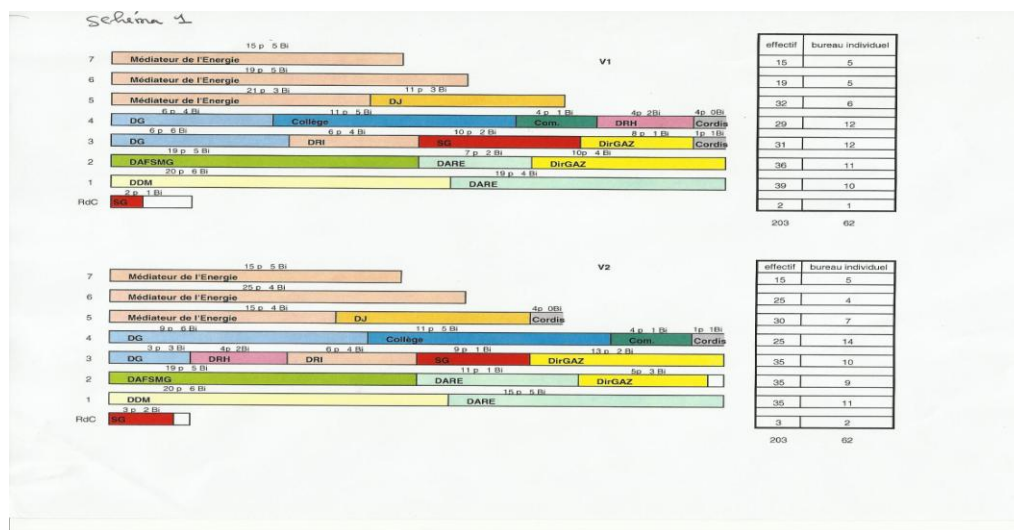 Schéma 1
15 p 5 Bi
7 Médiateur de l'Energie
V1
19 p 5 Bi
6 Médiateur de l'Energie
21 p 3 Bi 11 p 3 Bi
5 Médiateur de l'Energie DJ
6 p 4 Bi 11 p 5 Bi 4 p 1 Bi 4p 2Bi 4p 0Bi
4 DG Collège Com. DRH Cordis
6 p 6 Bi 6 p 4 Bi 10 p 2 Bi 8 p 1 Bi 1p 1Bi
3 DG DRI SG DirGAZ Cordis
19 p 5 Bi 7 p 2 Bi 10p 4 Bi
2 DAFSMG DARE DirGAZ
20 p 6 Bi 19 p 4 Bi
1 DDM DARE
2 p 1 Bi
RdC SG
effectif bureau individuel
15 5
19 5
32 6
29 12
31 12
36 11
39 10
2 1
203 62
15 p 5 Bi
7 Médiateur de l'Energie
V2
25 p 4 Bi
6 Médiateur de l'Energie
15 p 4 Bi 4p 0Bi
5 Médiateur de l'Energie DJ Cordis
9 p 6 Bi 11 p 5 Bi 4 p 1 Bi 1p 1Bi
4 DG Collège Com. Cordis
3 p 3 Bi 4p 2Bi 6 p 4 Bi 9 p 1 Bi 13 p 2 Bi
3 DG DRH DRI SG DirGAZ
19 p 5 Bi 11 p 1 Bi 5p 3 Bi
2 DAFSMG DARE DirGAZ
20 p 6 Bi 15 p 5 Bi
1 DDM DARE
3 p 2 Bi
RdC SG
effectif bureau individuel
15 5
25 4
30 7
25 14
35 10
35 9
35 11
3 2
203 62